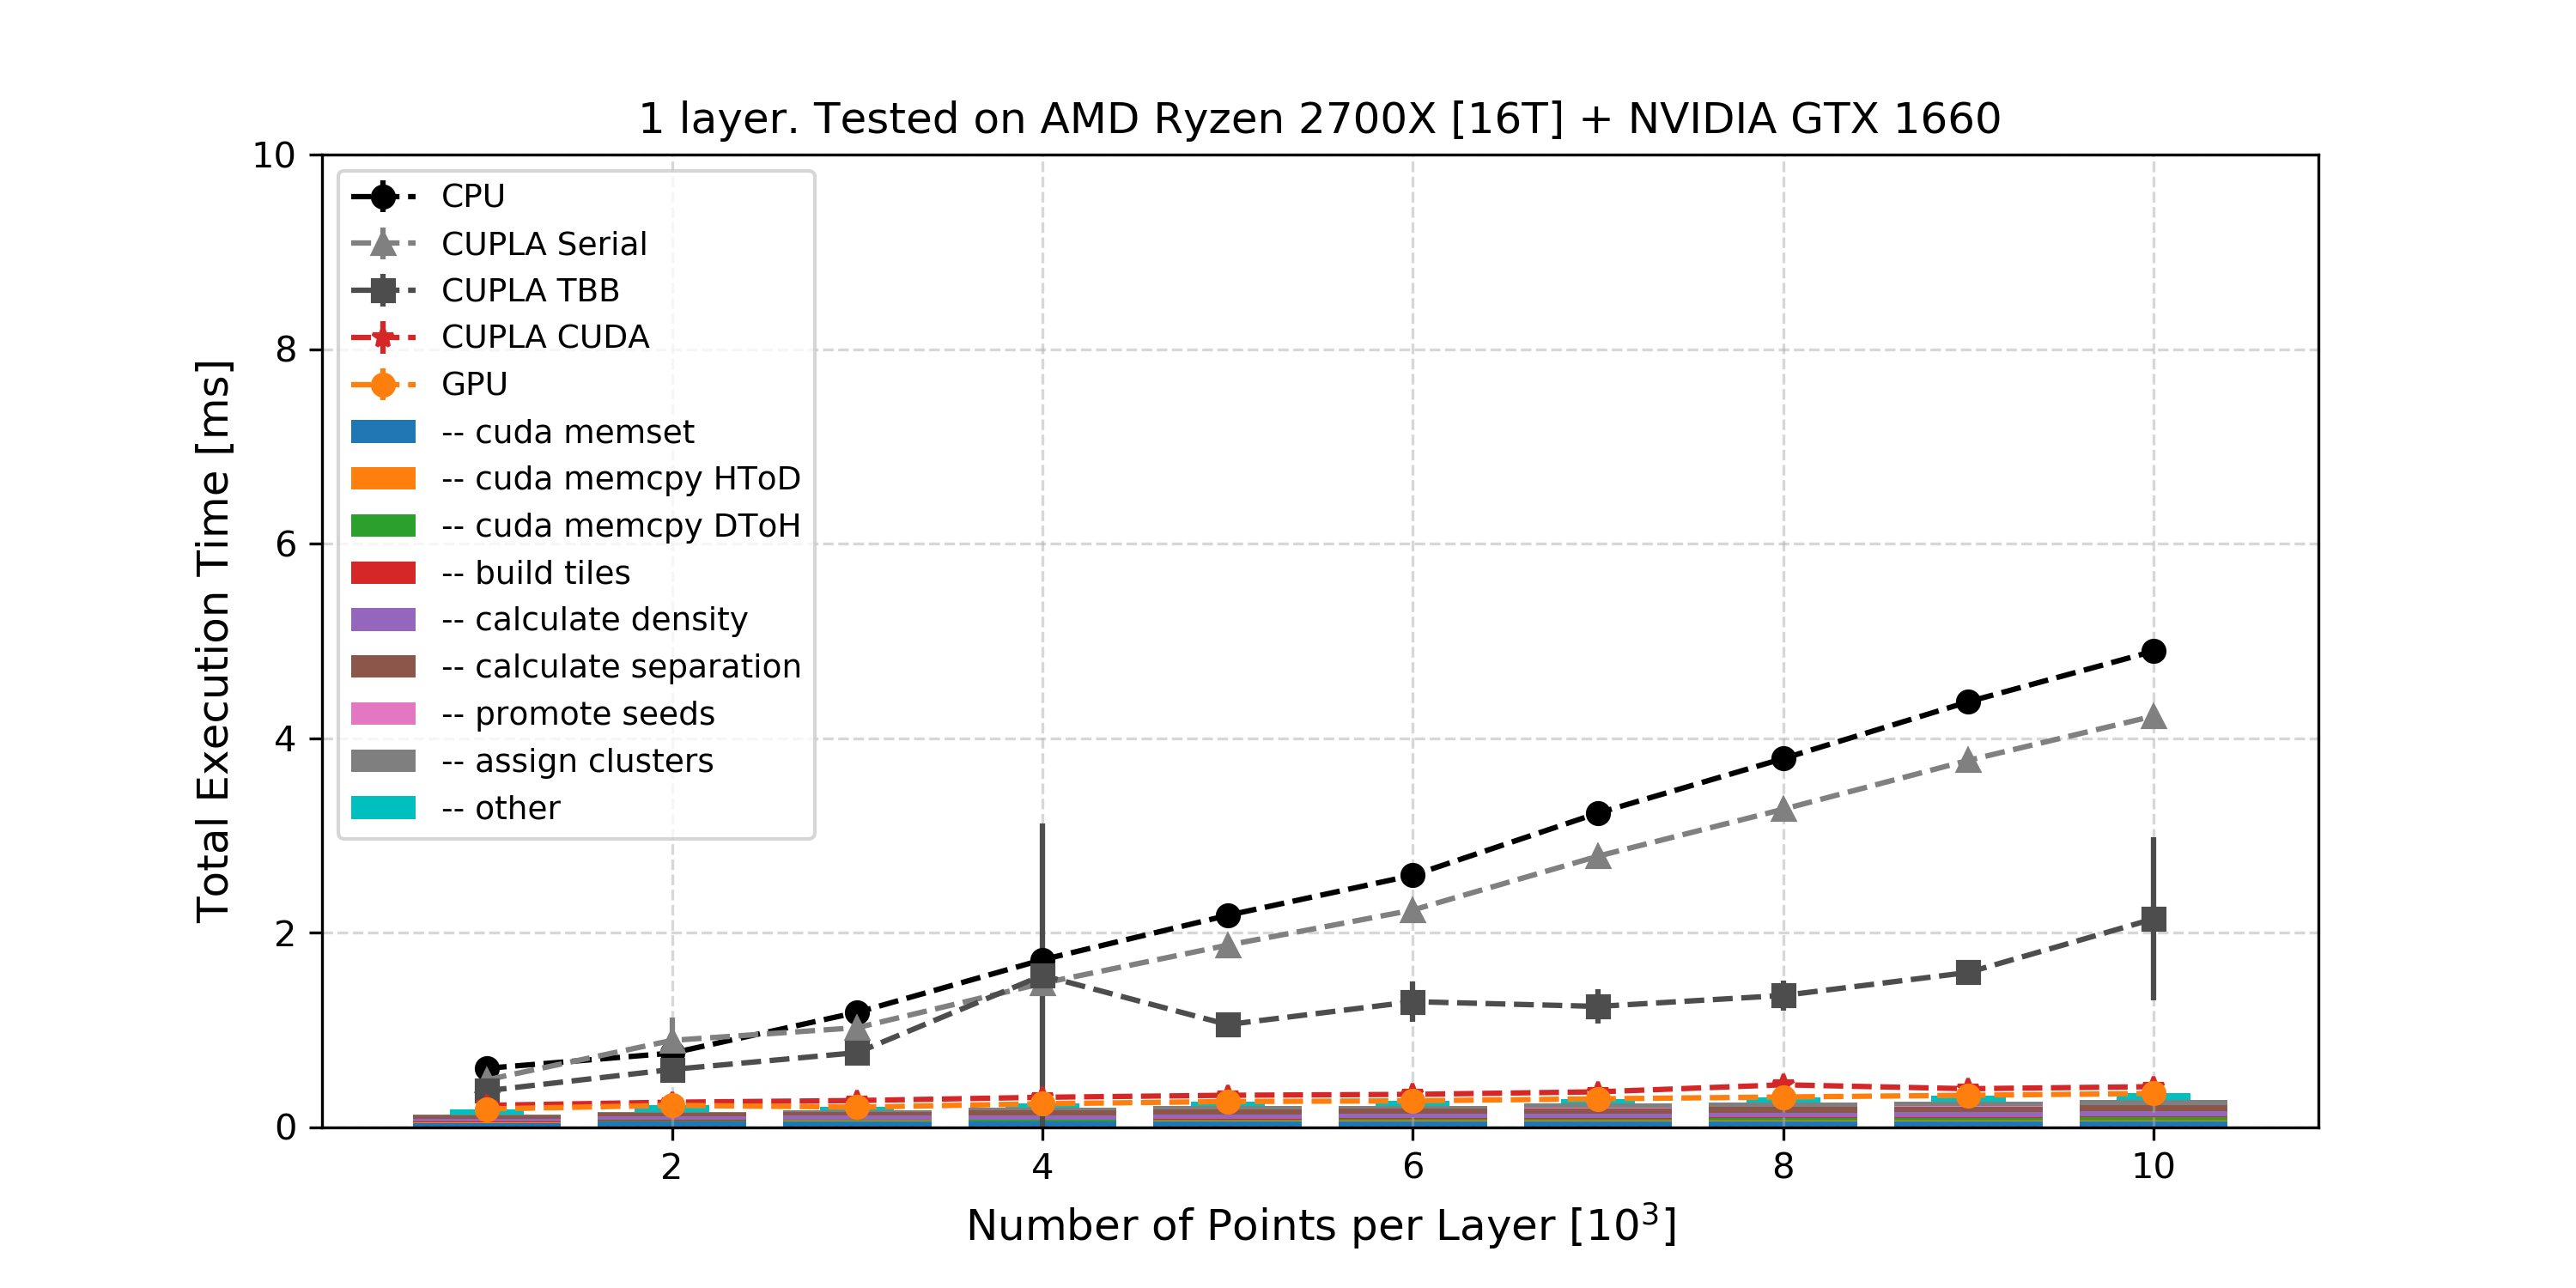 1 layer. Tested on AMD Ryzen 2700X [16T] + NVIDIA GTX 1660
Total Execution Time [ms]
10
8
6
4
2
0
CPU
CUPLA Serial
CUPLA TBB
CUPLA CUDA
GPU
-- cuda memset
-- cuda memcpy HToD
-- cuda memcpy DToH
-- build tiles
-- calculate density
-- calculate separation
-- promote seeds
-- assign clusters
-- other
2 4 6 8 10
Number of Points per Layer [10³]